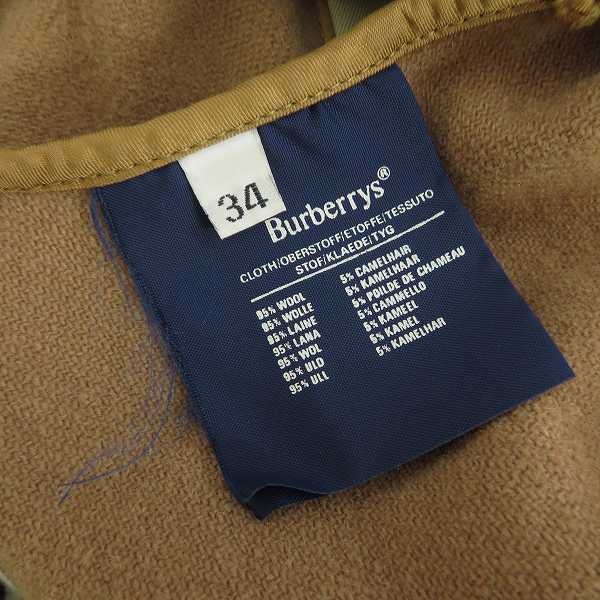 34
Burberrys®
CLOTH/OBERSTOFF/ETOFFE/TESSUTO
STOF/KLAEDE/TYG
95% WOOL 5% CAMELHAIR
95% WOLLE 5% KAMELHAAR
95% LAINE 5% POILDE DE CHAMEAU
95% LANA 5% CAMMELLO
95% WOL 5% KAMEEL
95% ULD 5% KAMEL
95% ULL 5% KAMELHAR